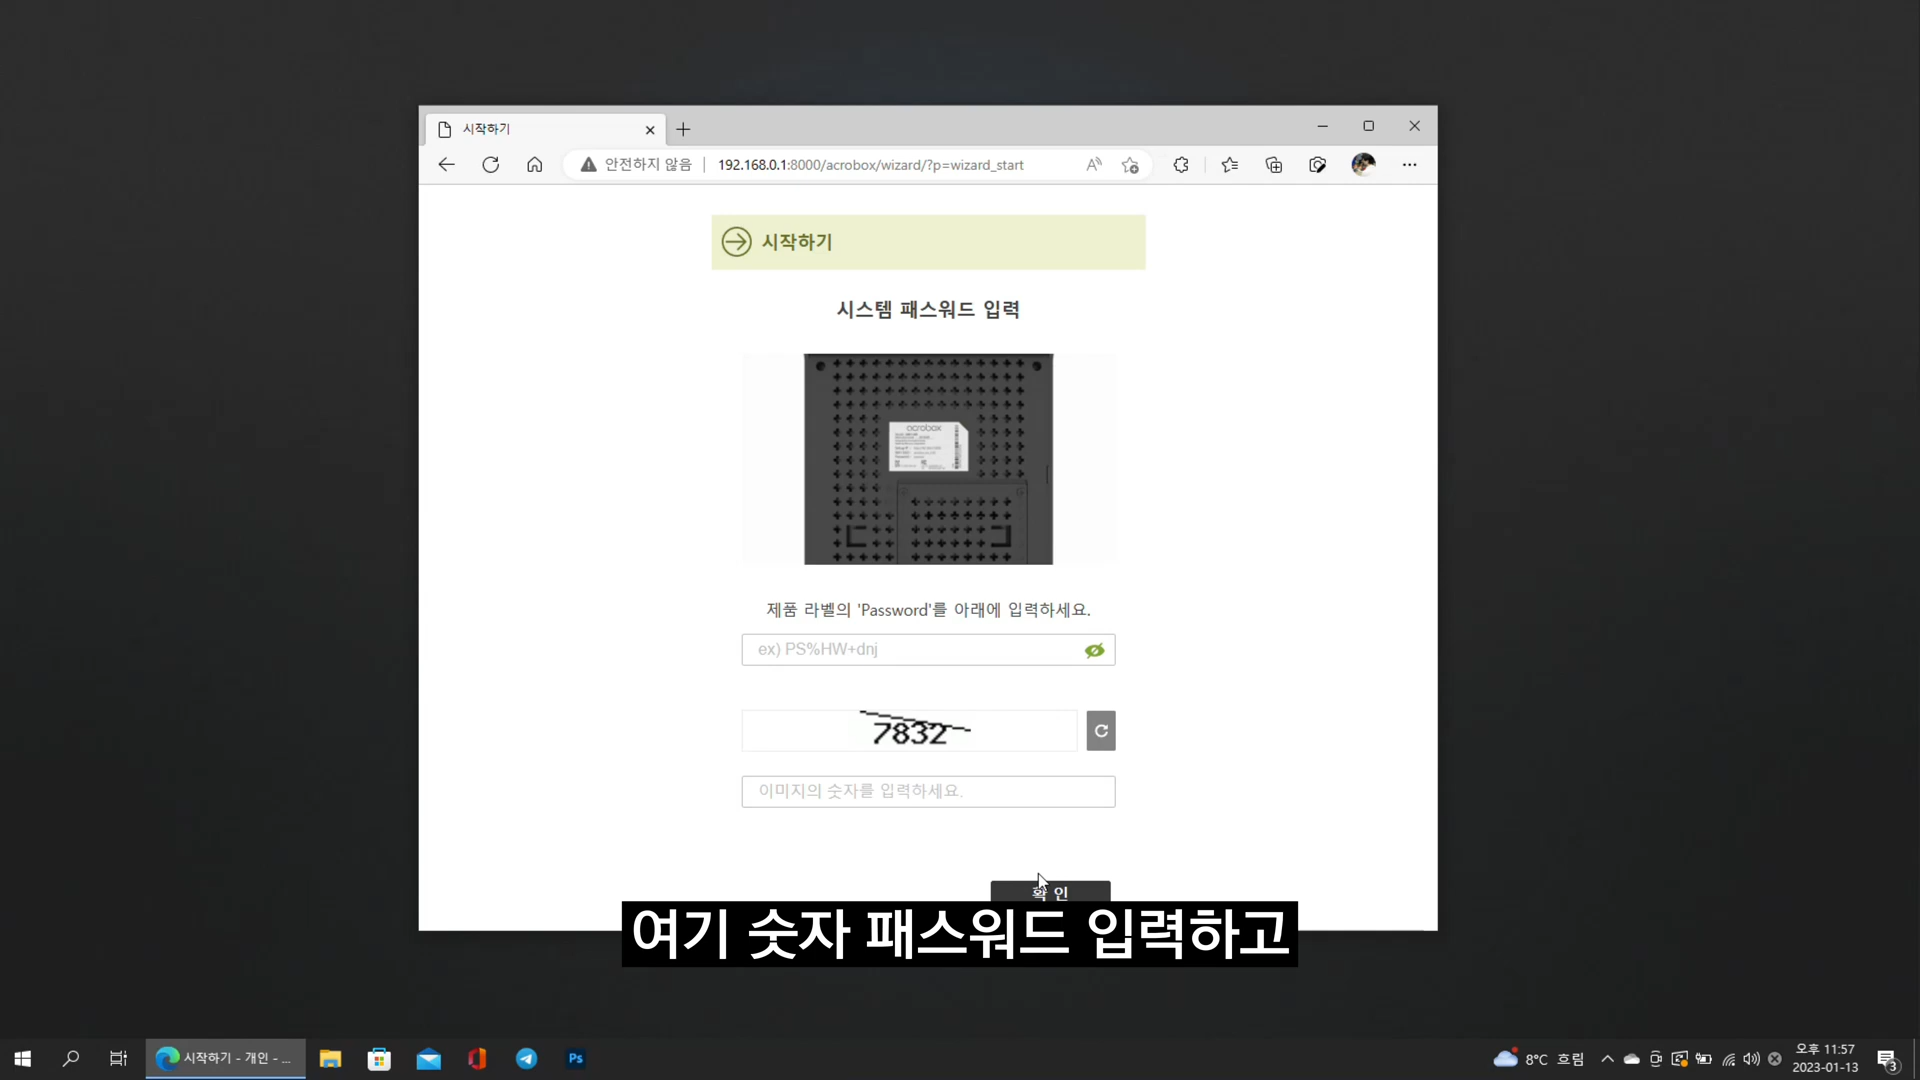 시작하기
안전하지 않음
192.168.0.1:8000/acrobox/wizard/?p=wizard_start
시작하기
시스템 패스워드 입력
acrobox
제품 라벨의 'Password'를 아래에 입력하세요.
ex) PS%HW+dnj
7832
이미지의 숫자를 입력하세요.
확 인
여기 숫자 패스워드 입력하고
시작하기 - 개인 - ...
Ps
8°C 흐림
오후 11:57
2023-01-13
3